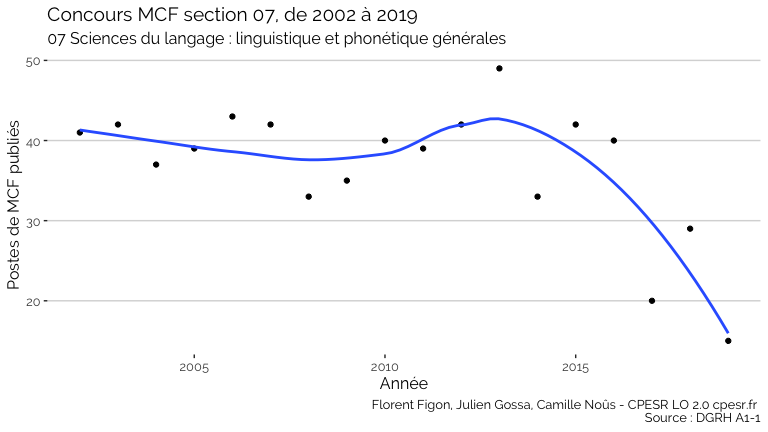 Concours MCF section 07, de 2002 à 2019
07 Sciences du langage : linguistique et phonétique générales
Postes de MCF publiés
50
40
30
20
2005 2010 2015
Année
Florent Figon, Julien Gossa, Camille Noûs - CPESR LO 2.0 cpesr.fr
Source : DGRH A1-1